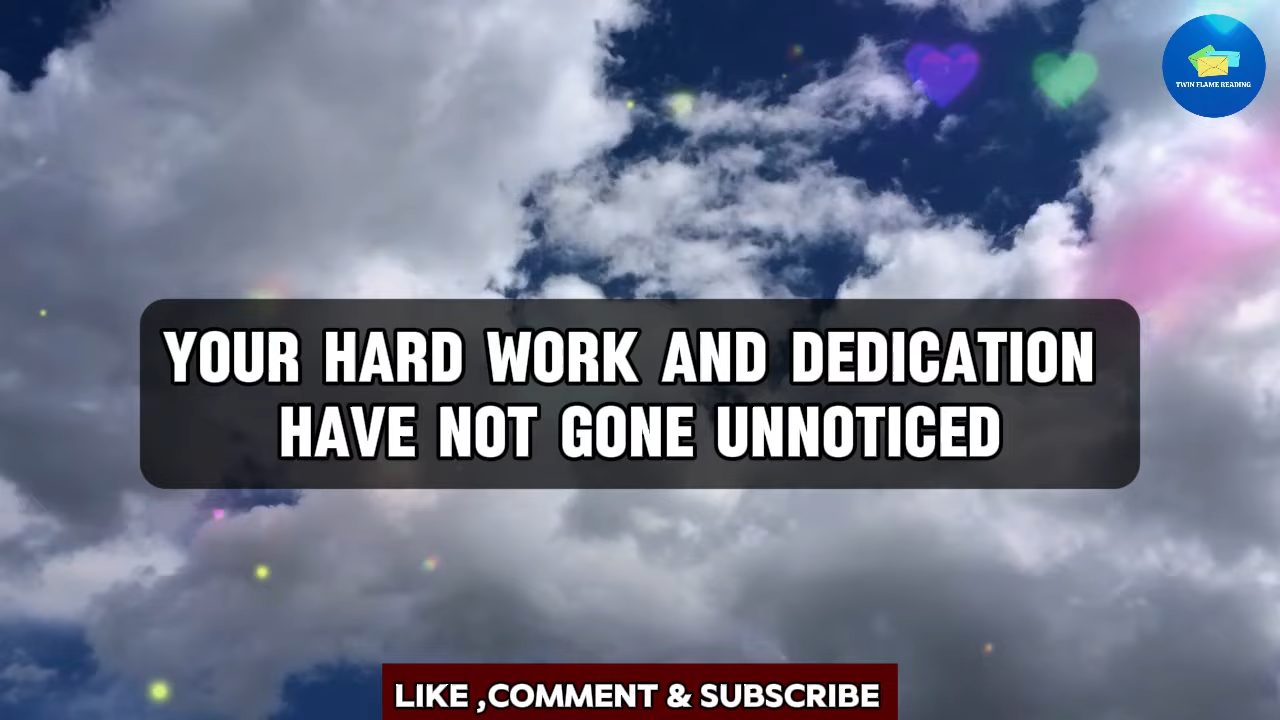 TWIN FLAME READING
YOUR HARD WORK AND DEDICATION
HAVE NOT GONE UNNOTICED
LIKE ,COMMENT & SUBSCRIBE